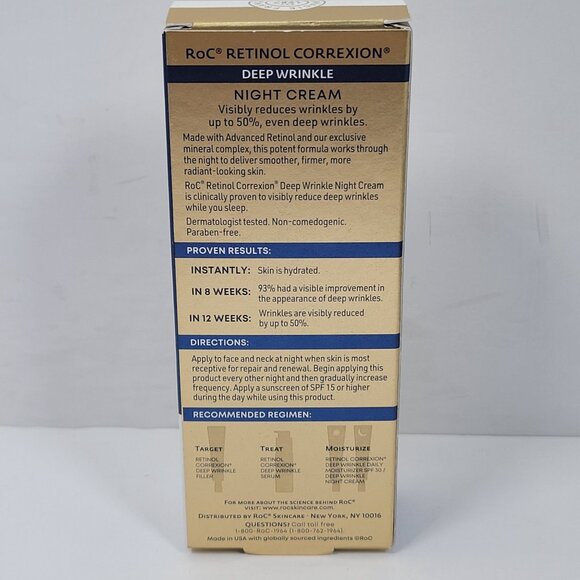 RoC® RETINOL CORREXION®
DEEP WRINKLE
NIGHT CREAM
Visibly reduces wrinkles by
up to 50%, even deep wrinkles.
Made with Advanced Retinol and our exclusive
mineral complex, this potent formula works through
the night to deliver smoother, firmer, more
radiant-looking skin.
RoC® Retinol Correxion® Deep Wrinkle Night Cream
is clinically proven to visibly reduce deep wrinkles
while you sleep.
Dermatologist tested. Non-comedogenic.
Paraben-free.
PROVEN RESULTS:
INSTANTLY: Skin is hydrated.
IN 8 WEEKS: 93% had a visible improvement in
the appearance of deep wrinkles.
IN 12 WEEKS: Wrinkles are visibly reduced
by up to 50%.
DIRECTIONS:
Apply to face and neck at night when skin is most
receptive for repair and renewal. Begin applying this
product every other night and then gradually increase
frequency. Apply a sunscreen of SPF 15 or higher
during the day while using this product.
RECOMMENDED REGIMEN:
TARGET
RETINOL
CORREXION®
DEEP WRINKLE
FILLER
TREAT
RETINOL
CORREXION®
DEEP WRINKLE
SERUM
MOISTURIZE
RETINOL CORREXION®
DEEP WRINKLE DAILY
MOISTURIZER SPF 30 /
DEEP WRINKLE
NIGHT CREAM
FOR MORE ABOUT THE SCIENCE BEHIND RoC®
VISIT: www.rocskincare.com.
DISTRIBUTED BY RoC® SKINCARE - NEW YORK, NY 10016
QUESTIONS? Call toll free
1-800-RoC-1964 (1-800-762-1964)
Made in USA with globally sourced ingredients ©RoC